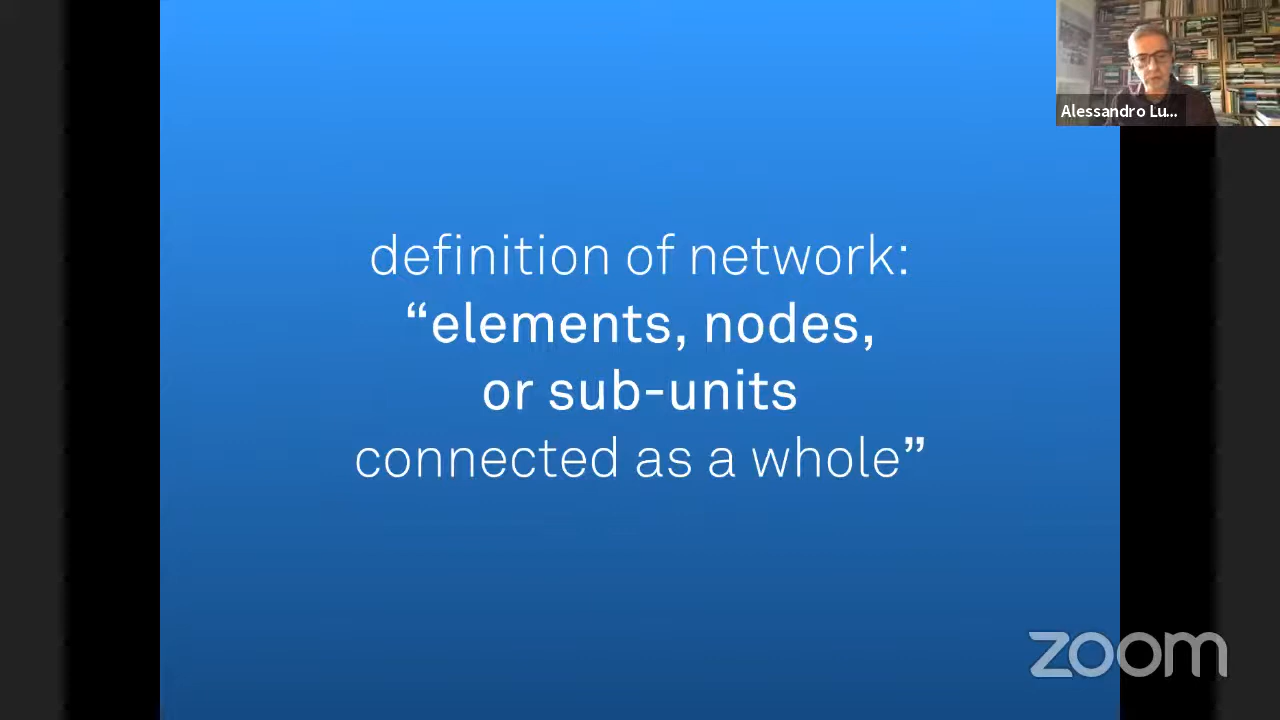 Alessandro Lu...
definition of network:
“elements, nodes,
or sub-units
connected as a whole”
zoom